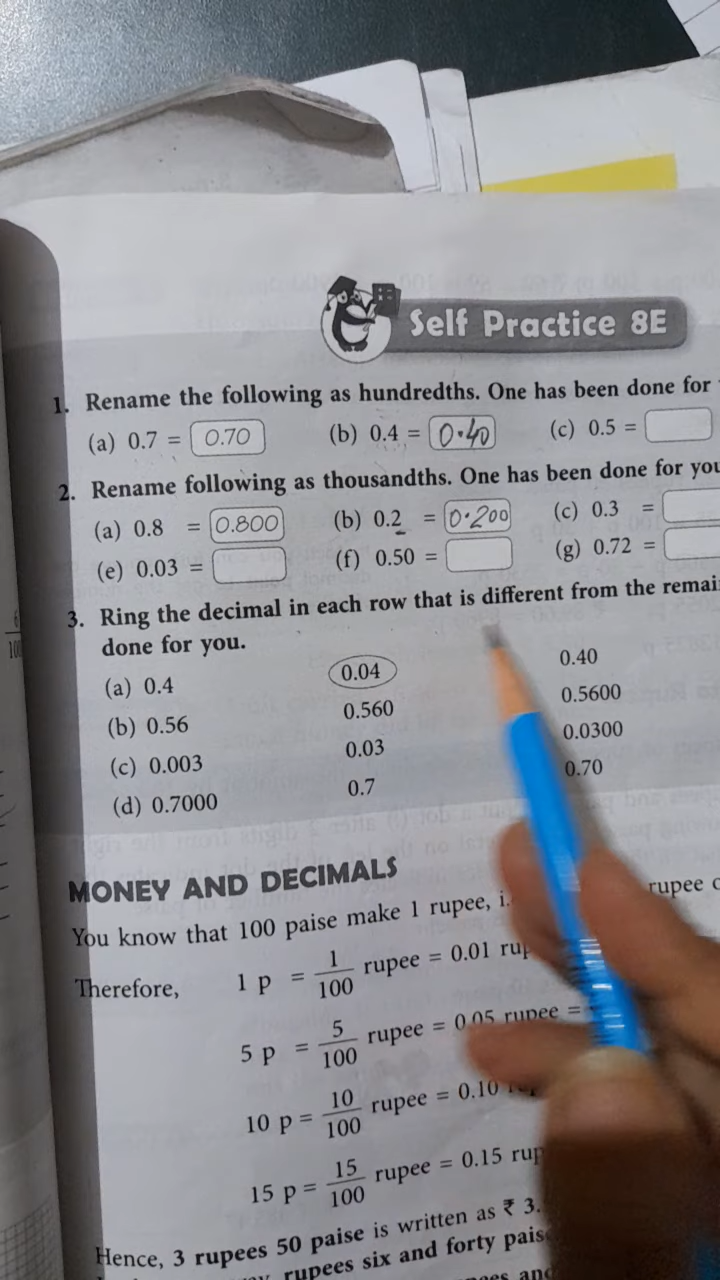 Self Practice 8E
1. Rename the following as hundredths. One has been done for
(a) 0.7 = 0.70 (b) 0.4 = 0.40 (c) 0.5 =
2. Rename following as thousandths. One has been done for you
(a) 0.8 = 0.800 (b) 0.2 = 0.200 (c) 0.3 =
(e) 0.03 = (f) 0.50 = (g) 0.72 =
3. Ring the decimal in each row that is different from the
done for you.
(a) 0.4 0.04 0.40
(b) 0.56 0.560 0.5600
(c) 0.003 0.03 0.0300
(d) 0.7000 0.7 0.70
MONEY AND DECIMALS
You know that 100 paise make 1 rupee, rupee
Therefore, 1 p = 1/100 rupee = 0.01
5 p = 5/100 rupee = 0.05 rupee =
10 p = 10/100 rupee = 0.10
15 p = 15/100 rupee = 0.15
Hence, 3 rupees 50 paise is written as ₹ 3.
rupees six and forty